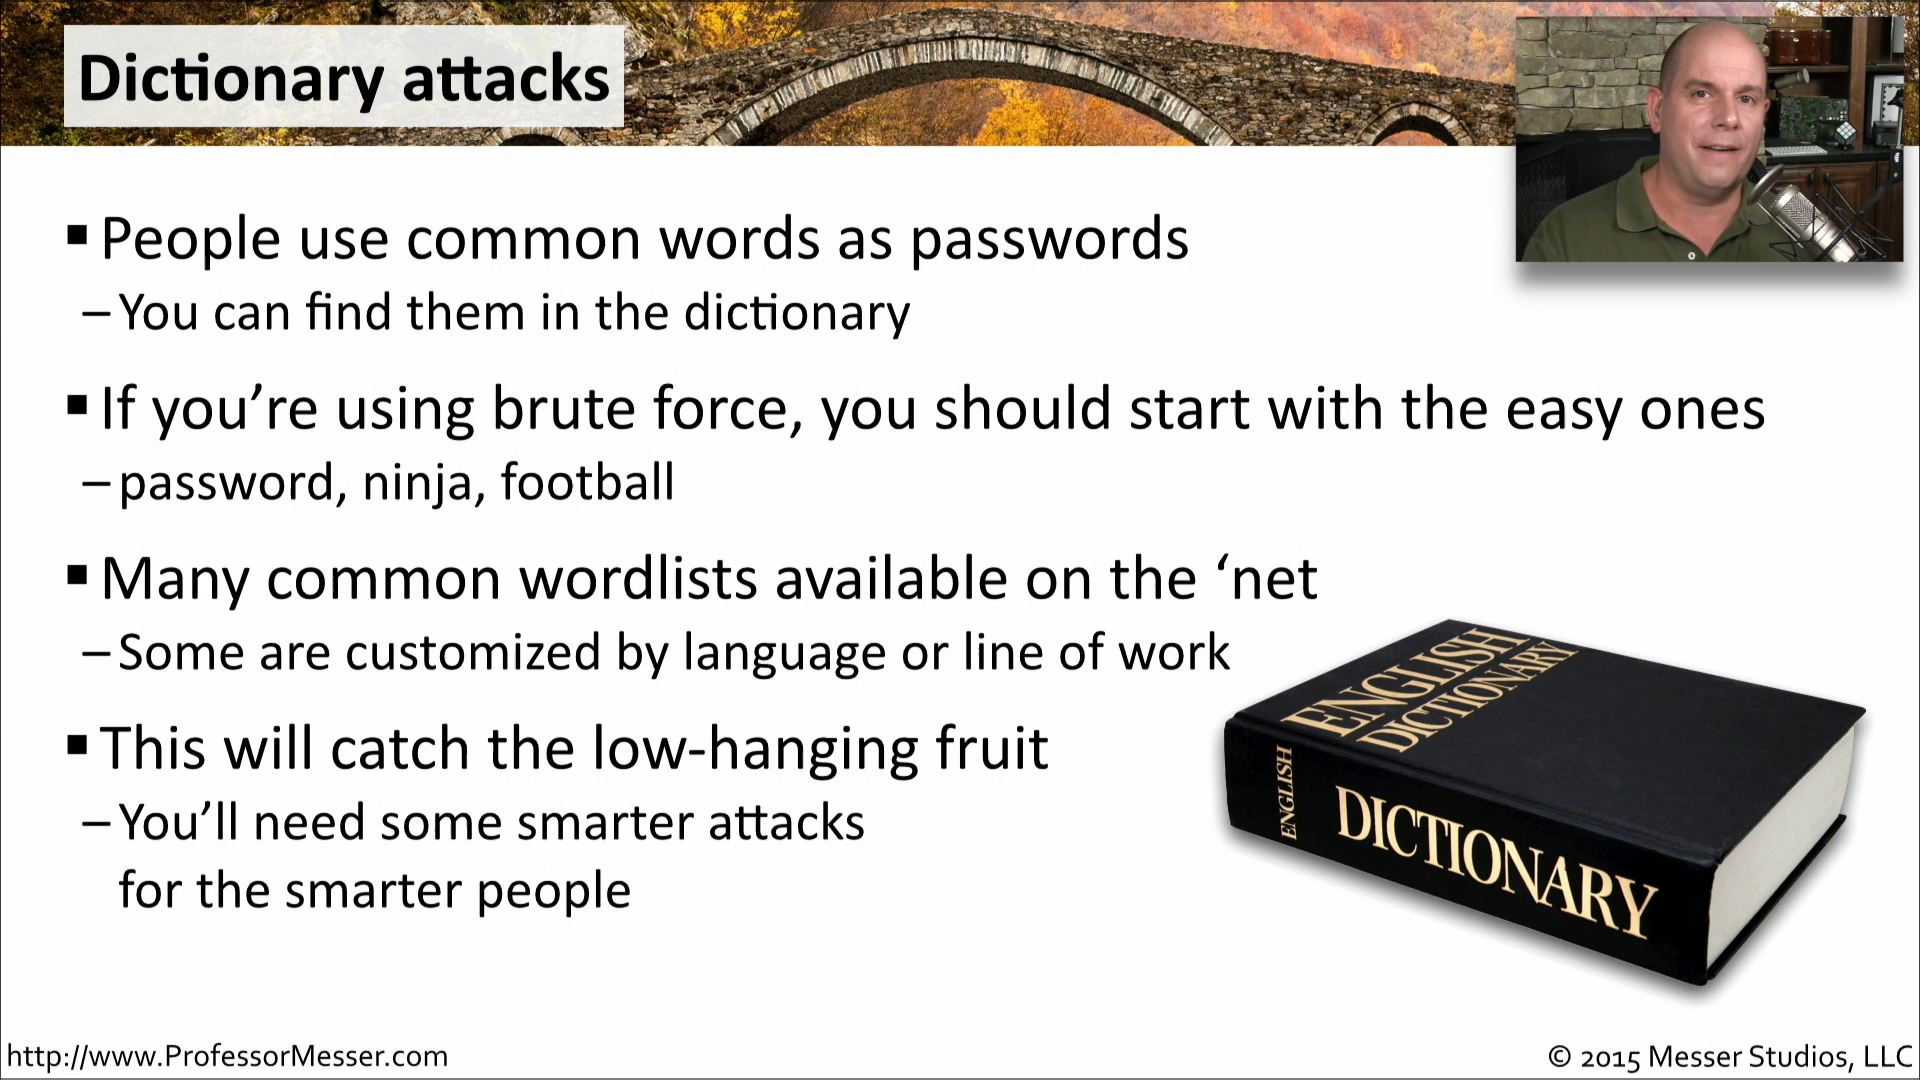 Dictionary attacks
▪ People use common words as passwords
– You can find them in the dictionary
▪ If you’re using brute force, you should start with the easy ones
– password, ninja, football
▪ Many common wordlists available on the ‘net
– Some are customized by language or line of work
▪ This will catch the low-hanging fruit
– You’ll need some smarter attacks
for the smarter people
ENGLISH
DICTIONARY
ENGLISH
DICTIONARY
http://www.ProfessorMesser.com
© 2015 Messer Studios, LLC